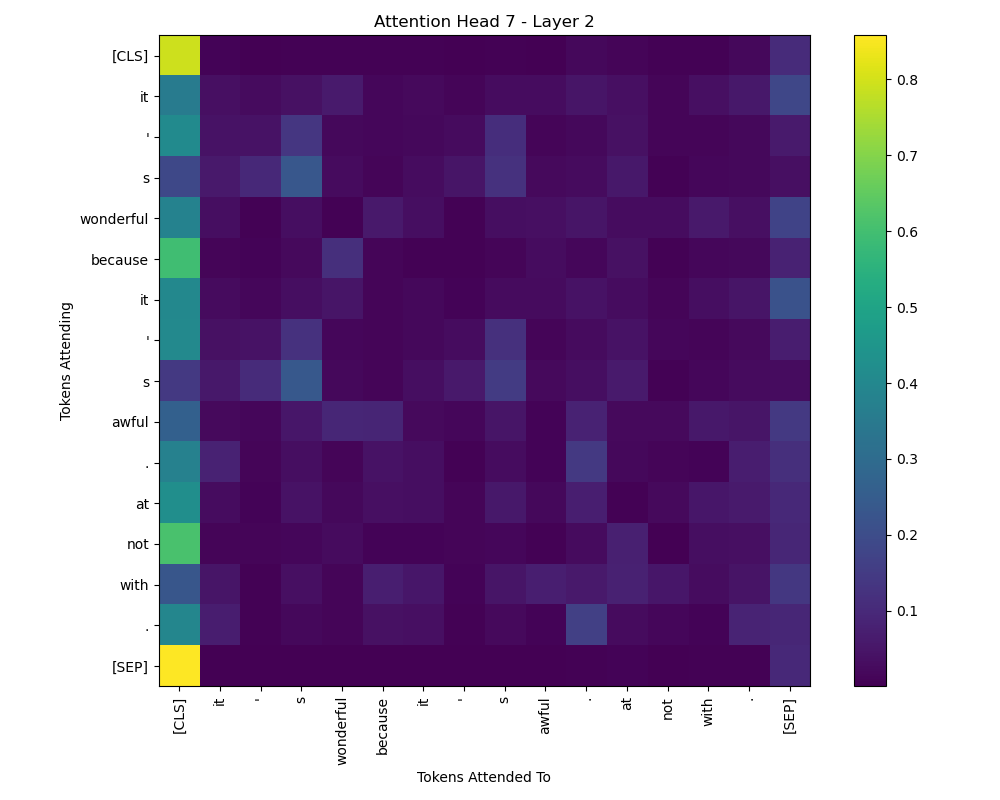 Attention Head 7 - Layer 2
[CLS]
it
'
s
wonderful
because
it
'
s
awful
.
at
not
with
.
[SEP]
Tokens Attending
[CLS]
it
'
s
wonderful
because
it
'
s
awful
.
at
not
with
.
[SEP]
Tokens Attended To
0.8
0.7
0.6
0.5
0.4
0.3
0.2
0.1